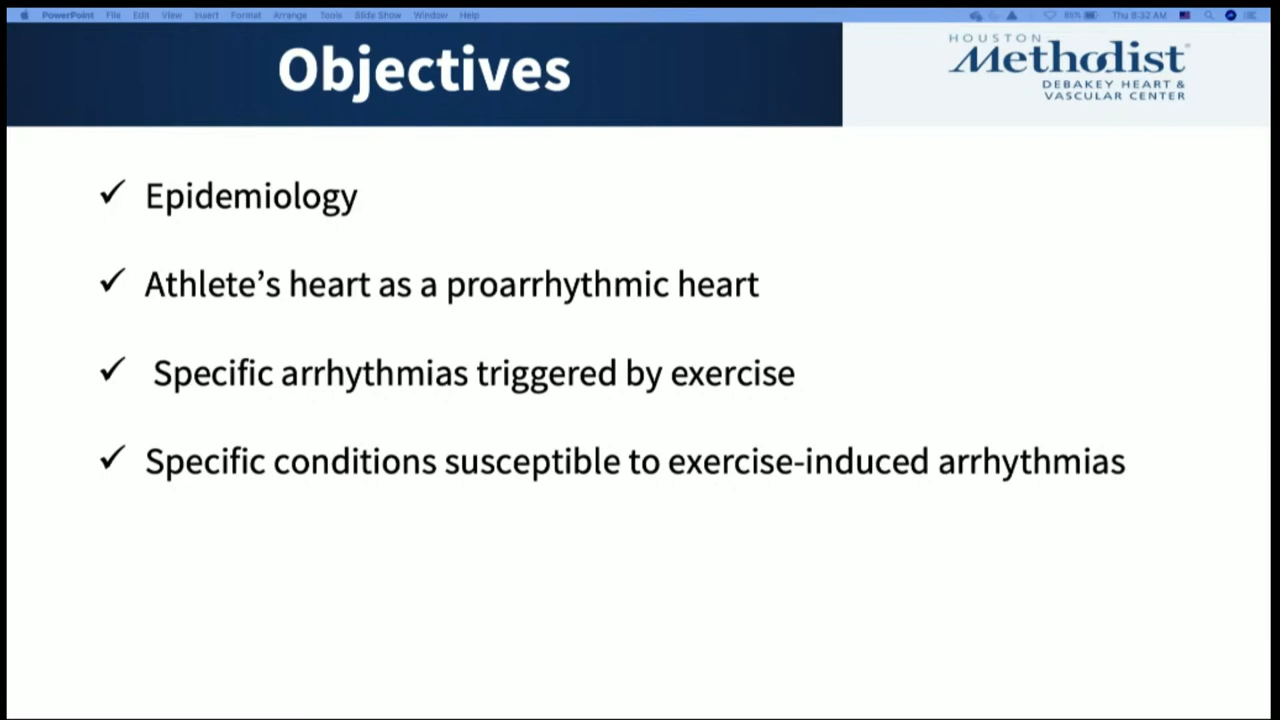 PowerPoint File Edit View Insert Format Arrange Tools Slide Show Window Help 85% Thu 8:32 AM
Objectives
HOUSTON
Methodist
DEBAKEY HEART &
VASCULAR CENTER
✓ Epidemiology
✓ Athlete’s heart as a proarrhythmic heart
✓ Specific arrhythmias triggered by exercise
✓ Specific conditions susceptible to exercise-induced arrhythmias